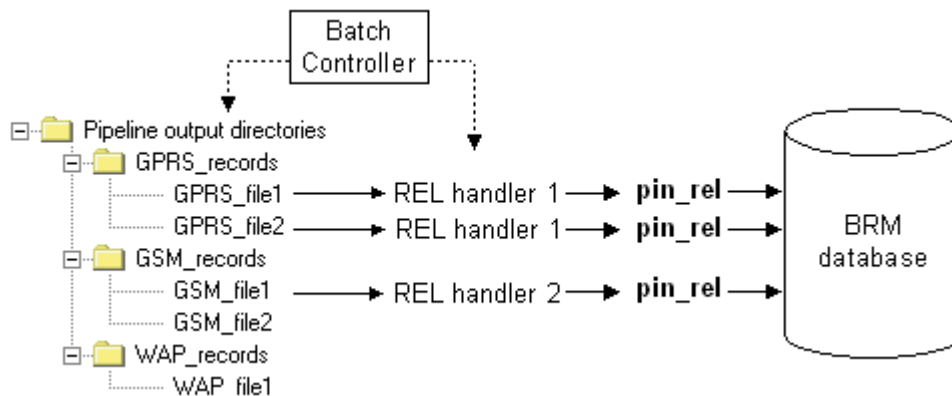 Batch
Controller
Pipeline output directories
GPRS_records
GPRS_file1 REL handler 1 pin_rel
GPRS_file2 REL handler 1 pin_rel
GSM_records
GSM_file1 REL handler 2 pin_rel
GSM_file2
WAP_records
WAP_file1
BRM
database